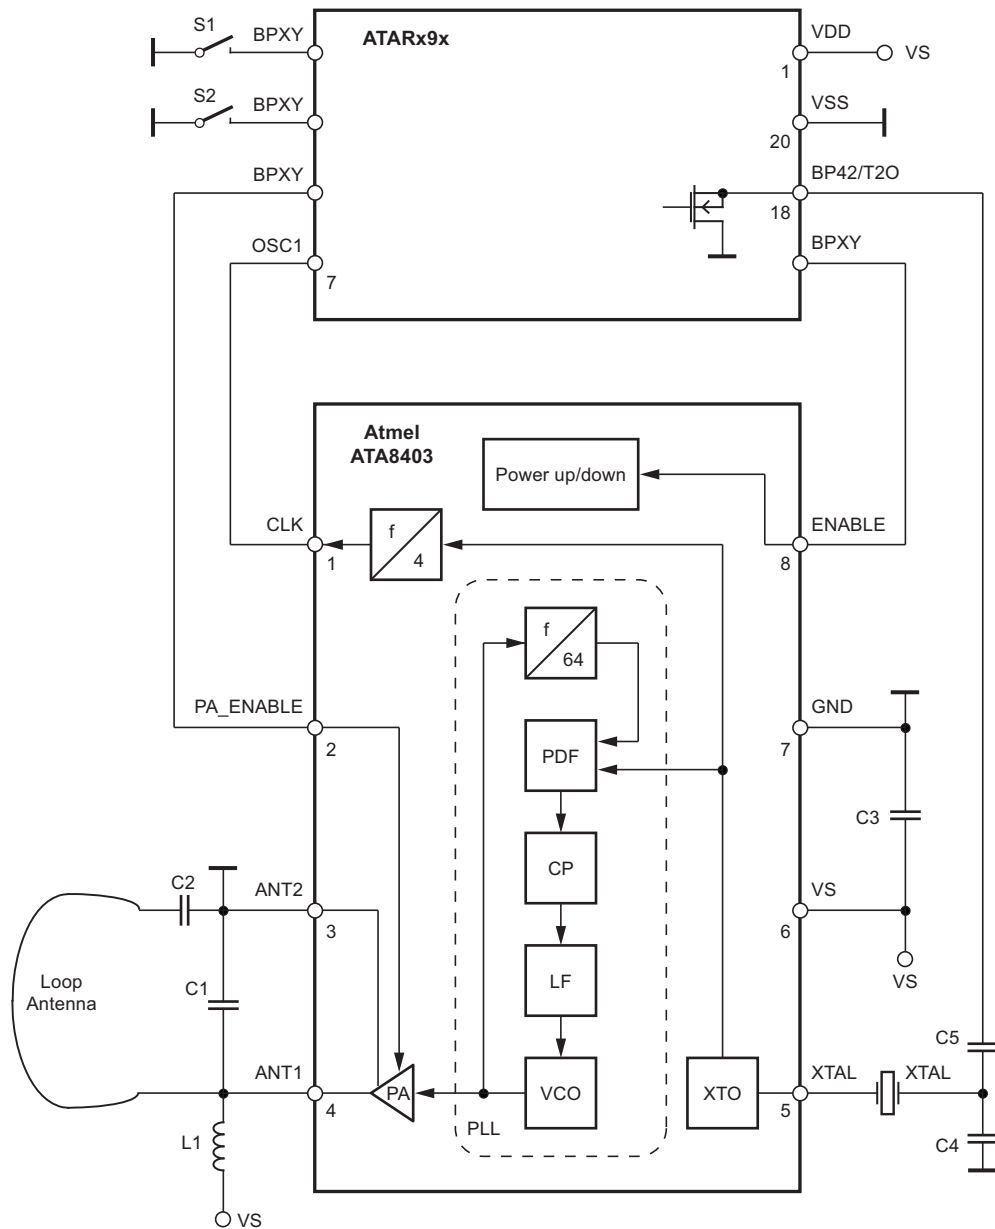 S1
BPXY
ATARx9x
VDD
1
VS
S2
BPXY
VSS
20
BPXY
BP42/T2O
18
OSC1
7
BPXY
Atmel
ATA8403
Power up/down
CLK
1
f
4
ENABLE
8
f
64
PA_ENABLE
2
PDF
GND
7
C3
CP
C2
ANT2
3
VS
6
VS
Loop
Antenna
C1
LF
C5
ANT1
4
PA
VCO
XTO
XTAL
5
XTAL
PLL
L1
C4
VS